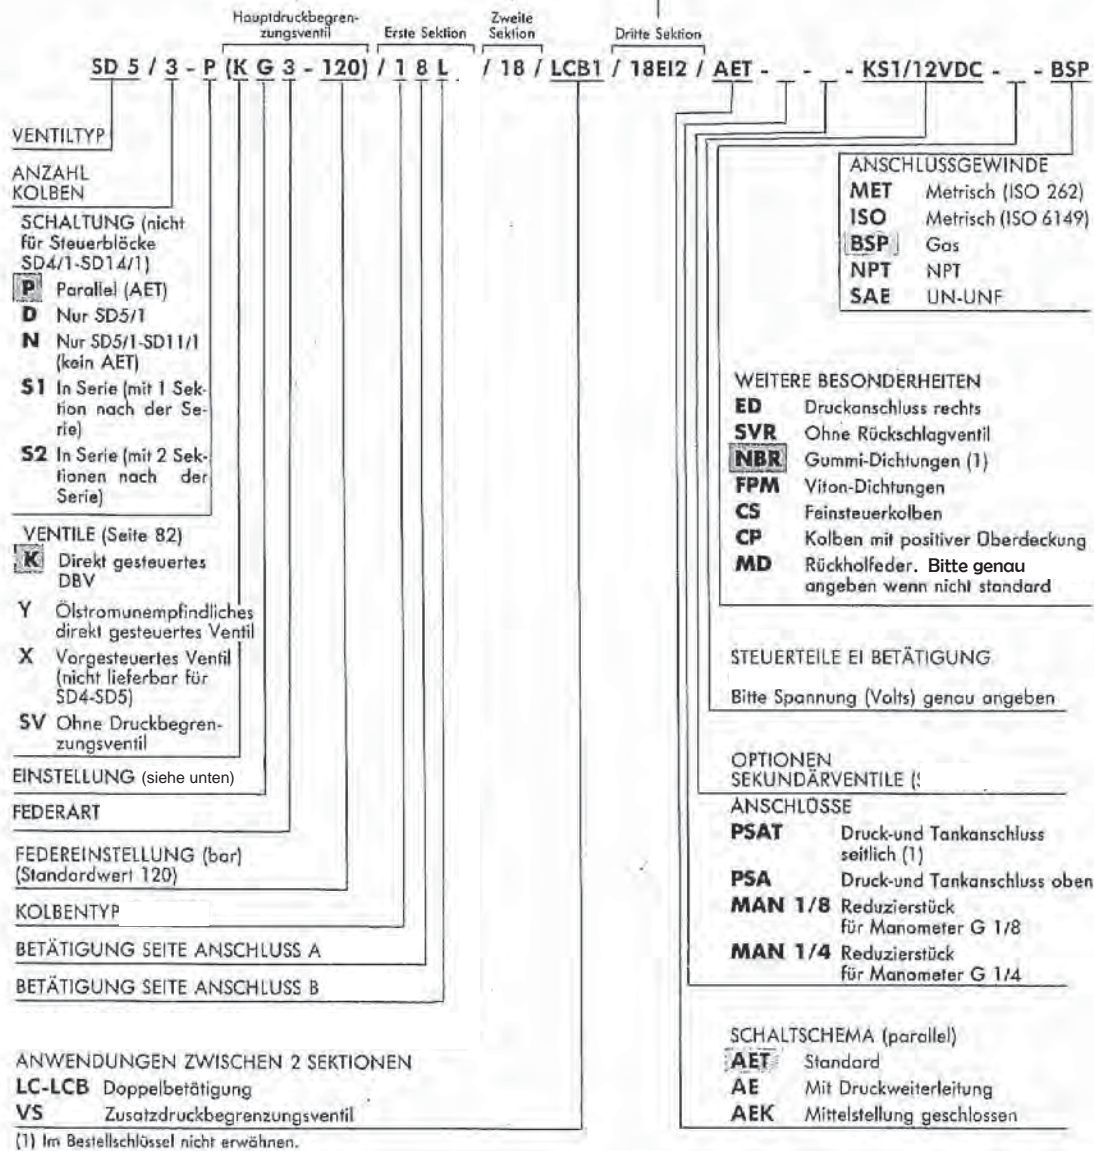 Hauptdruckbegren-
zungsventil
Erste Sektion
Zweite
Sektion
Dritte Sektion
SD 5 / 3 - P (K G 3 - 120) / 1 8 L / 18 / LCB1 / 18EI2 / AET - _ - _ - KS1/12VDC - _ - BSP
VENTILTYP
ANZAHL
KOLBEN
SCHALTUNG (nicht
für Steuerblöcke
SD4/1-SD14/1)
P Parallel (AET)
D Nur SD5/1
N Nur SD5/1-SD11/1
(kein AET)
S1 In Serie (mit 1 Sek-
tion nach der Se-
rie)
S2 In Serie (mit 2 Sek-
tionen nach der
Serie)
VENTILE (Seite 82)
K Direkt gesteuertes
DBV
Y Ölstromunempfindliches
direkt gesteuertes Ventil
X Vorgesteuertes Ventil
(nicht lieferbar für
SD4-SD5)
SV Ohne Druckbegren-
zungsventil
EINSTELLUNG (siehe unten)
FEDERART
FEDEREINSTELLUNG (bar)
(Standardwert 120)
KOLBENTYP
BETÄTIGUNG SEITE ANSCHLUSS A
BETÄTIGUNG SEITE ANSCHLUSS B
ANWENDUNGEN ZWISCHEN 2 SEKTIONEN
LC-LCB Doppelbetätigung
VS Zusatzdruckbegrenzungsventil
(1) Im Bestellschlüssel nicht erwähnen.
ANSCHLUSSGEWINDE
MET Metrisch (ISO 262)
ISO Metrisch (ISO 6149)
BSP Gas
NPT NPT
SAE UN-UNF
WEITERE BESONDERHEITEN
ED Druckanschluss rechts
SVR Ohne Rückschlagventil
NBR Gummi-Dichtungen (1)
FPM Viton-Dichtungen
CS Feinsteuerkolben
CP Kolben mit positiver Überdeckung
MD Rückholfeder. Bitte genau
angeben wenn nicht standard
STEUERTEILE EI BETÄTIGUNG
Bitte Spannung (Volts) genau angeben
OPTIONEN
SEKUNDÄRVENTILE (
ANSCHLÜSSE
PSAT Druck-und Tankanschluss
seitlich (1)
PSA Druck-und Tankanschluss oben
MAN 1/8 Reduzierstück
für Manometer G 1/8
MAN 1/4 Reduzierstück
für Manometer G 1/4
SCHALTSCHEMA (parallel)
AET Standard
AE Mit Druckweiterleitung
AEK Mittelstellung geschlossen